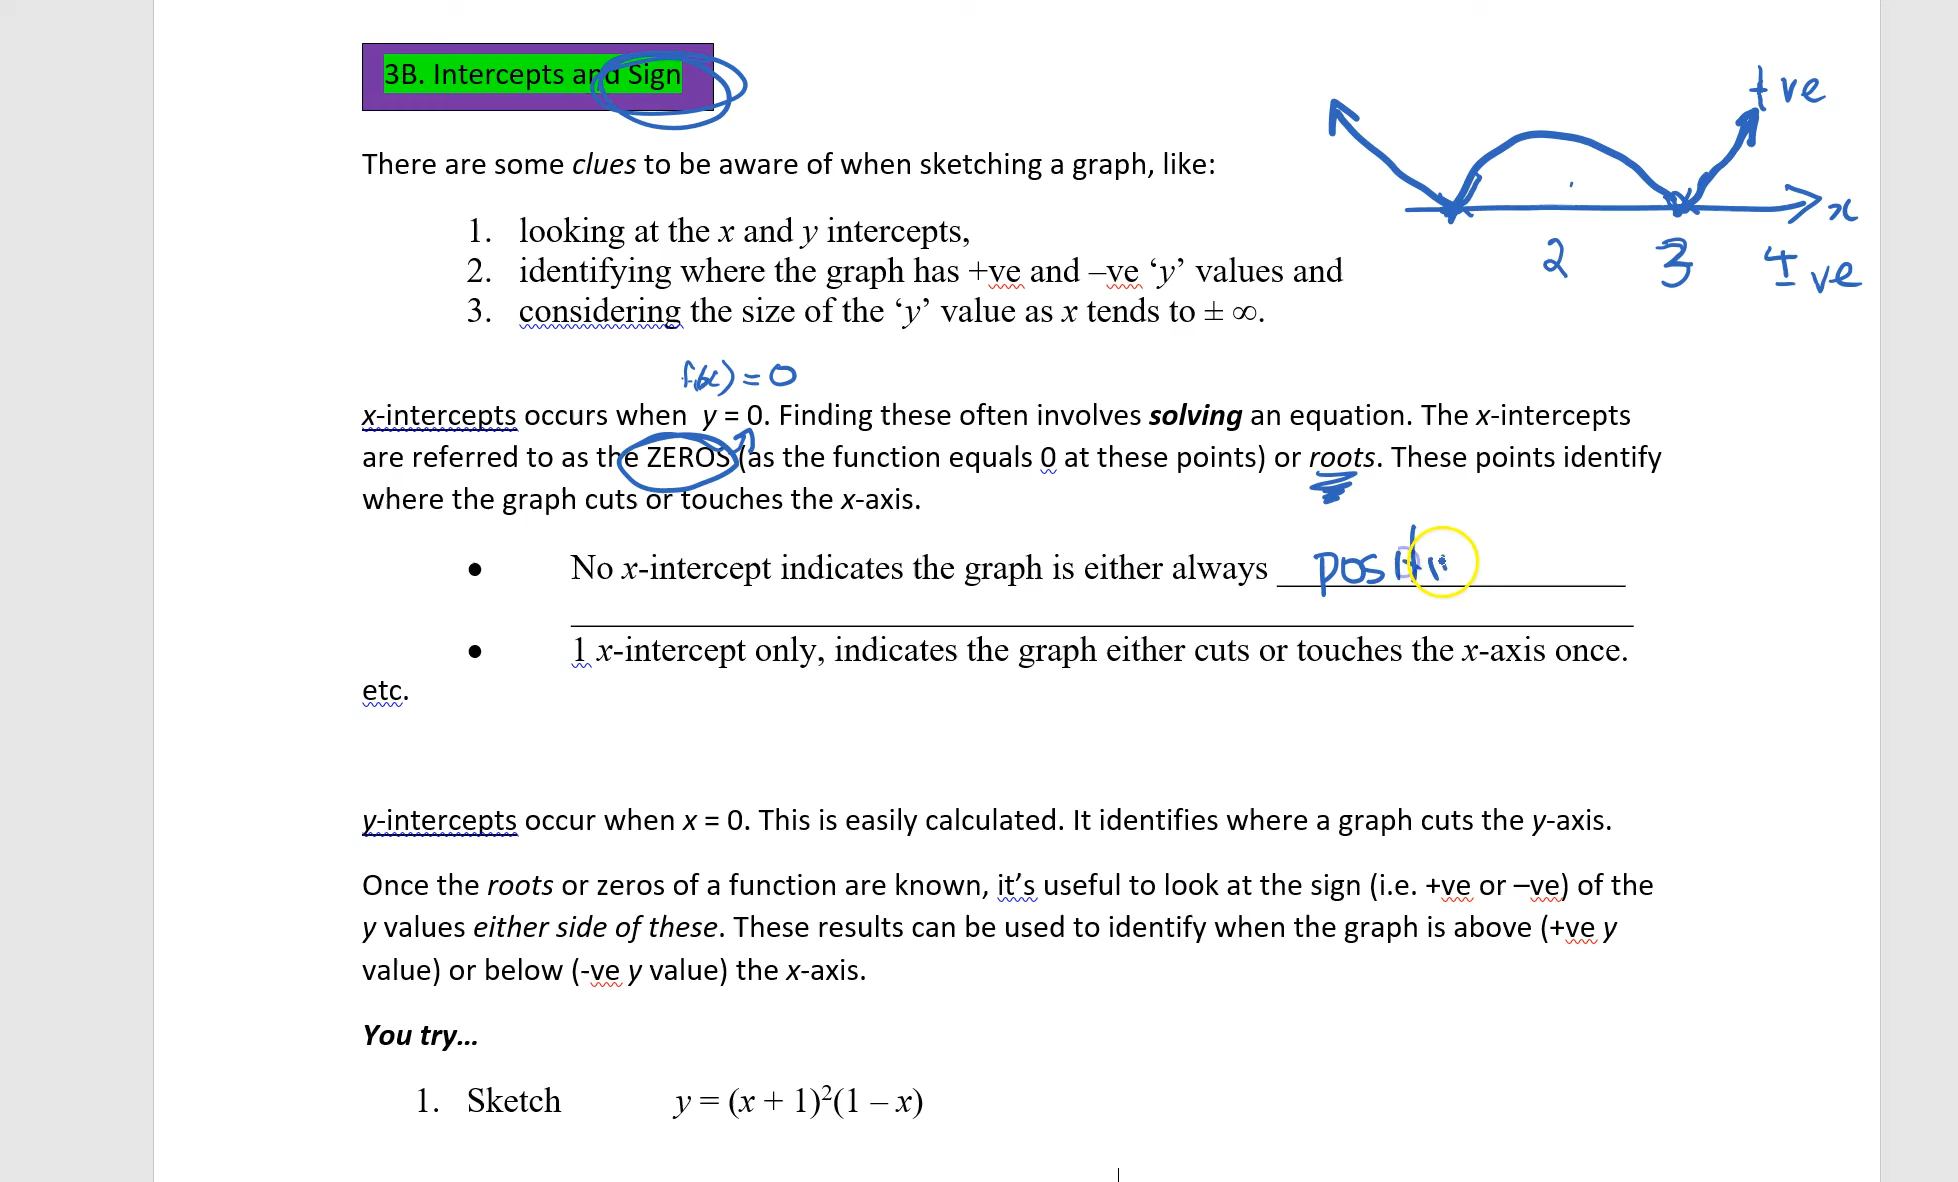 3B. Intercepts and Sign
+ve
There are some clues to be aware of when sketching a graph, like:
x
2 3 4
± ve
1. looking at the x and y intercepts,
2. identifying where the graph has +ve and –ve ‘y’ values and
3. considering the size of the ‘y’ value as x tends to ± ∞.
f(x) = 0
x-intercepts occurs when y = 0. Finding these often involves solving an equation. The x-intercepts
are referred to as the ZEROS (as the function equals 0 at these points) or roots. These points identify
where the graph cuts or touches the x-axis.
• No x-intercept indicates the graph is either always positi
• 1 x-intercept only, indicates the graph either cuts or touches the x-axis once.
etc.
y-intercepts occur when x = 0. This is easily calculated. It identifies where a graph cuts the y-axis.
Once the roots or zeros of a function are known, it’s useful to look at the sign (i.e. +ve or –ve) of the
y values either side of these. These results can be used to identify when the graph is above (+ve y
value) or below (-ve y value) the x-axis.
You try...
1. Sketch y = (x + 1)²(1 – x)